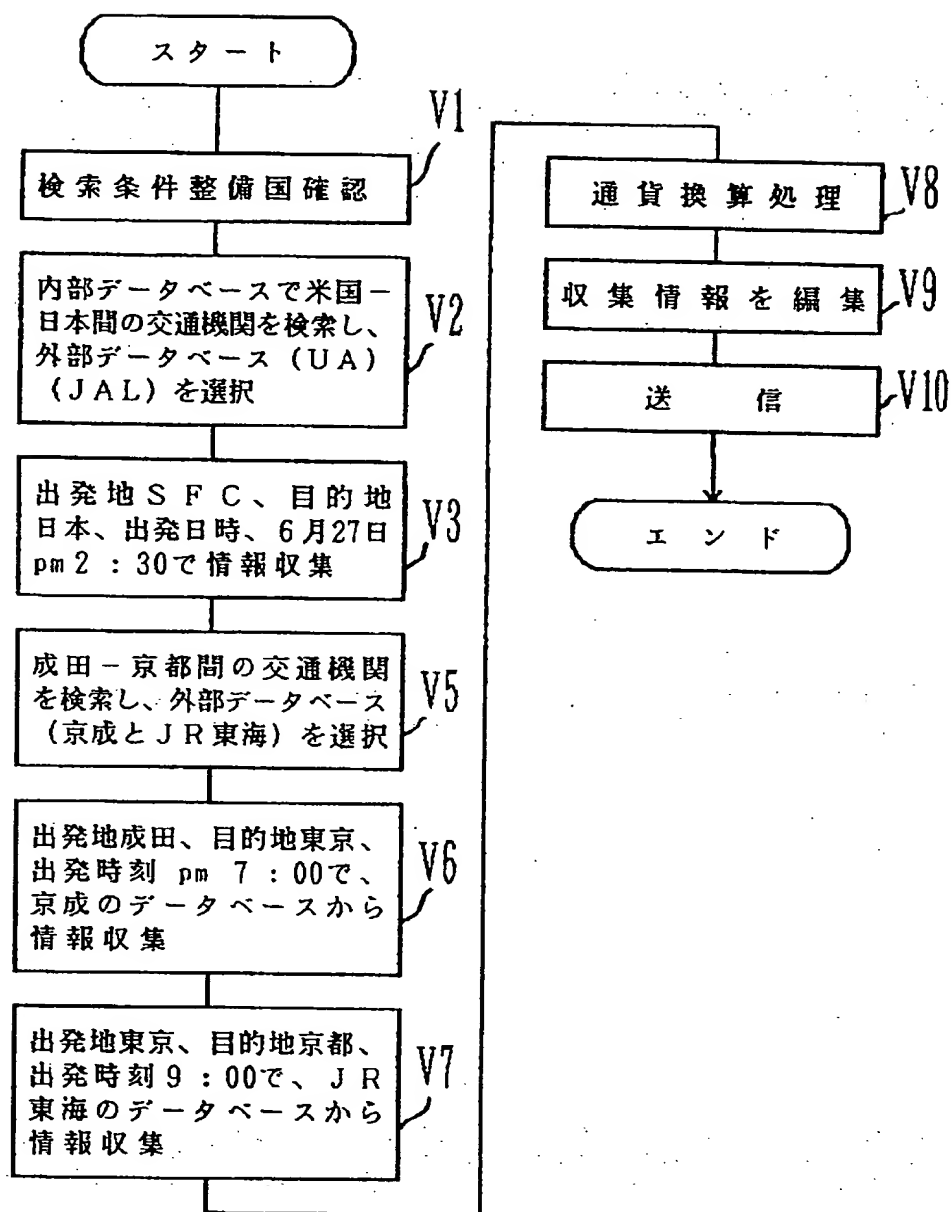 スタート
V1
検索条件整備国確認
内部データベースで米国－
日本間の交通機関を検索し、
外部データベース（UA）
（JAL）を選択
V2
出発地SFC、目的地
日本、出発日時、6月27日
pm2：30で情報収集
V3
成田－京都間の交通機関
を検索し、外部データベース
（京成とJR東海）を選択
V5
出発地成田、目的地東京、
出発時刻 pm 7：00で、
京成のデータベースから
情報収集
V6
出発地東京、目的地京都、
出発時刻9：00で、JR
東海のデータベースから
情報収集
V7
通貨換算処理
V8
収集情報を編集
V9
送信
V10
エンド